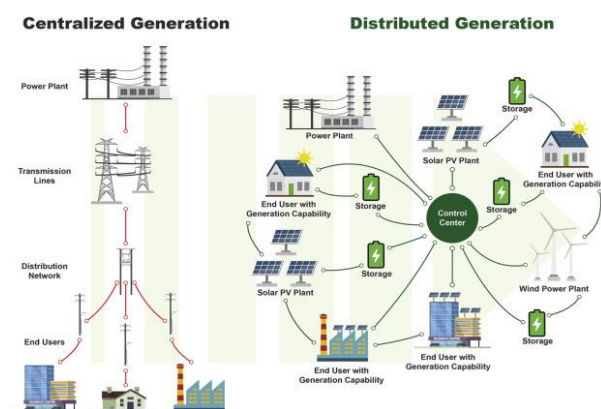 Centralized Generation
Power Plant
Transmission
Lines
Distribution
Network
End Users
Distributed Generation
Power Plant
Solar PV Plant
Storage
End User with
Generation Capability
End User with
Generation Capability
Storage
Control
Center
Storage
Solar PV Plant
Storage
Wind Power Plant
Storage
End User with
Generation Capability
End User with
Generation Capability